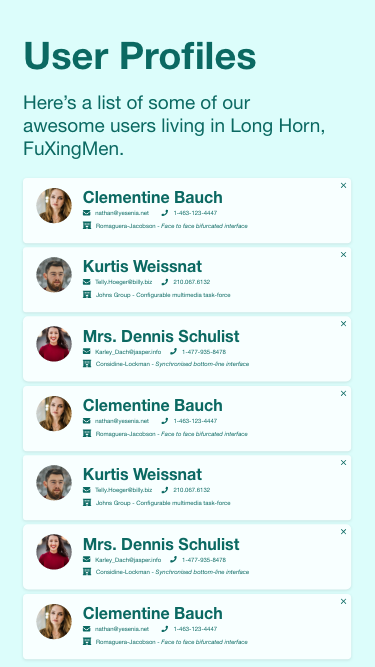 User Profiles
Here's a list of some of our
awesome users living in Long Horn,
FuXingMen.
Clementine Bauch
nathan@yesenia.net 1-463-123-4447
Romaguera-Jacobson - Face to face bifurcated interface
Kurtis Weissnat
Telly.Hoeger@billy.biz 210.067.6132
Johns Group - Configurable multimedia task-force
Mrs. Dennis Schulist
Karley_Dach@jasper.info 1-477-935-8478
Considine-Lockman - Synchronised bottom-line interface
Clementine Bauch
nathan@yesenia.net 1-463-123-4447
Romaguera-Jacobson - Face to face bifurcated interface
Kurtis Weissnat
Telly.Hoeger@billy.biz 210.067.6132
Johns Group - Configurable multimedia task-force
Mrs. Dennis Schulist
Karley_Dach@jasper.info 1-477-935-8478
Considine-Lockman - Synchronised bottom-line interface
Clementine Bauch
nathan@yesenia.net 1-463-123-4447
Romaguera-Jacobson - Face to face bifurcated interface